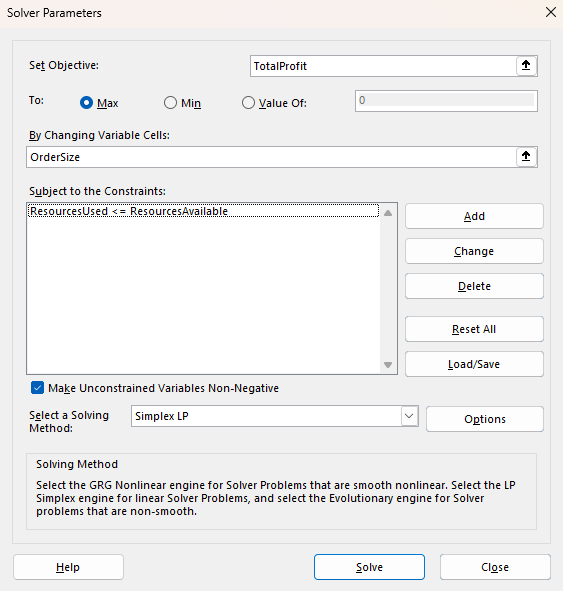 Solver Parameters
Set Objective:
TotalProfit
To:
Max
Min
Value Of:
0
By Changing Variable Cells:
OrderSize
Subject to the Constraints:
ResourcesUsed <= ResourcesAvailable
Add
Change
Delete
Reset All
Load/Save
Make Unconstrained Variables Non-Negative
Select a Solving
Method:
Simplex LP
Options
Solving Method
Select the GRG Nonlinear engine for Solver Problems that are smooth nonlinear. Select the LP
Simplex engine for linear Solver Problems, and select the Evolutionary engine for Solver
problems that are non-smooth.
Help
Solve
Close